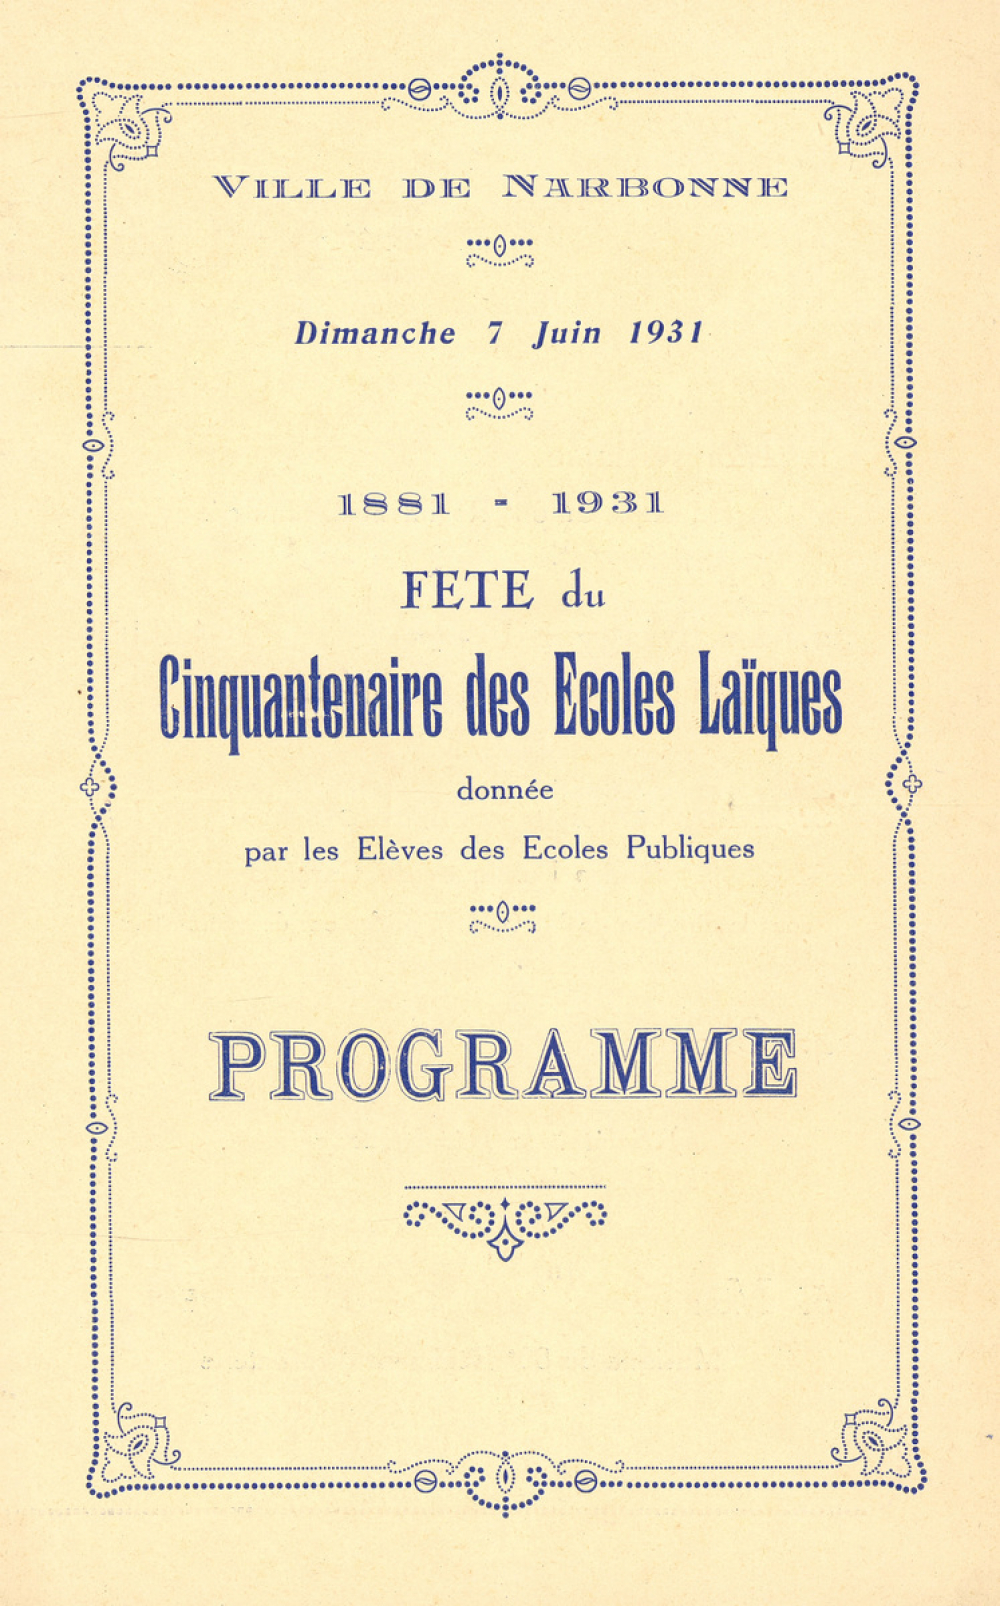 VILLE DE NARBONNE
Dimanche 7 Juin 1931
1881 - 1931
FETE du
Cinquantenaire des Ecoles Laïques
donnée
par les Elèves des Ecoles Publiques
PROGRAMME